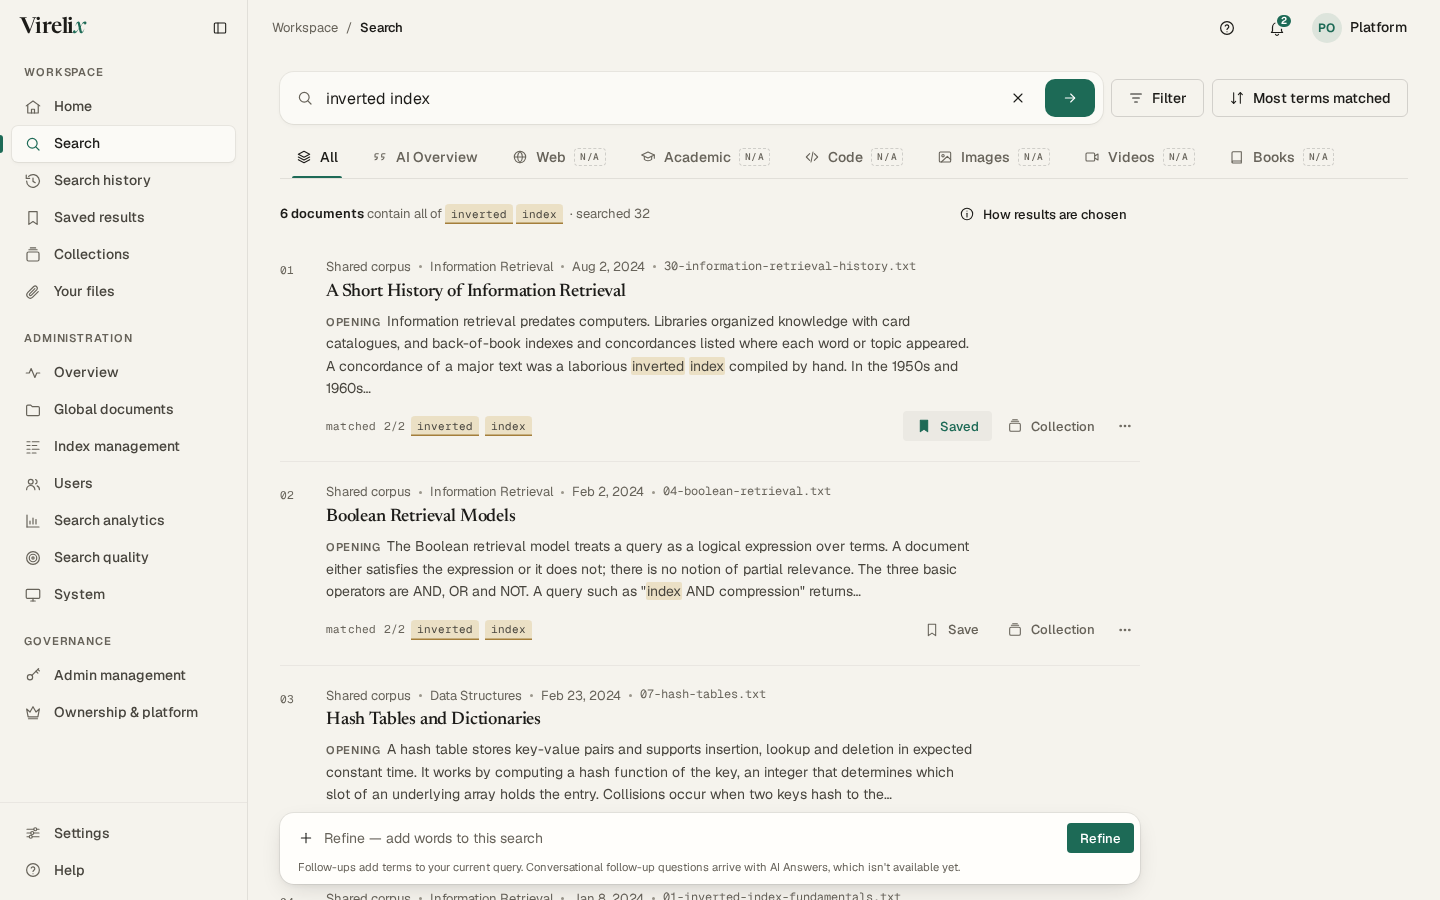 Virelix
WORKSPACE
Home
Search
Search history
Saved results
Collections
Your files
ADMINISTRATION
Overview
Global documents
Index management
Users
Search analytics
Search quality
System
GOVERNANCE
Admin management
Ownership & platform
Settings
Help
Workspace / Search
2
PO Platform
inverted index
Filter
Most terms matched
All
AI Overview
Web N/A
Academic N/A
Code N/A
Images N/A
Videos N/A
Books N/A
6 documents contain all of inverted index · searched 32
How results are chosen
01
Shared corpus • Information Retrieval • Aug 2, 2024 • 30-information-retrieval-history.txt
A Short History of Information Retrieval
OPENING Information retrieval predates computers. Libraries organized knowledge with card
catalogues, and back-of-book indexes and concordances listed where each word or topic appeared.
A concordance of a major text was a laborious inverted index compiled by hand. In the 1950s and
1960s…
matched 2/2 inverted index
Saved
Collection
02
Shared corpus • Information Retrieval • Feb 2, 2024 • 04-boolean-retrieval.txt
Boolean Retrieval Models
OPENING The Boolean retrieval model treats a query as a logical expression over terms. A document
either satisfies the expression or it does not; there is no notion of partial relevance. The three basic
operators are AND, OR and NOT. A query such as "index AND compression" returns…
matched 2/2 inverted index
Save
Collection
03
Shared corpus • Data Structures • Feb 23, 2024 • 07-hash-tables.txt
Hash Tables and Dictionaries
OPENING A hash table stores key-value pairs and supports insertion, lookup and deletion in expected
constant time. It works by computing a hash function of the key, an integer that determines which
slot of an underlying array holds the entry. Collisions occur when two keys hash to the…
Refine — add words to this search
Refine
Follow-ups add terms to your current query. Conversational follow-up questions arrive with AI Answers, which isn't available yet.
Shared corpus • Information Retrieval • Jan 8, 2024 • 01-inverted-index-fundamentals.txt